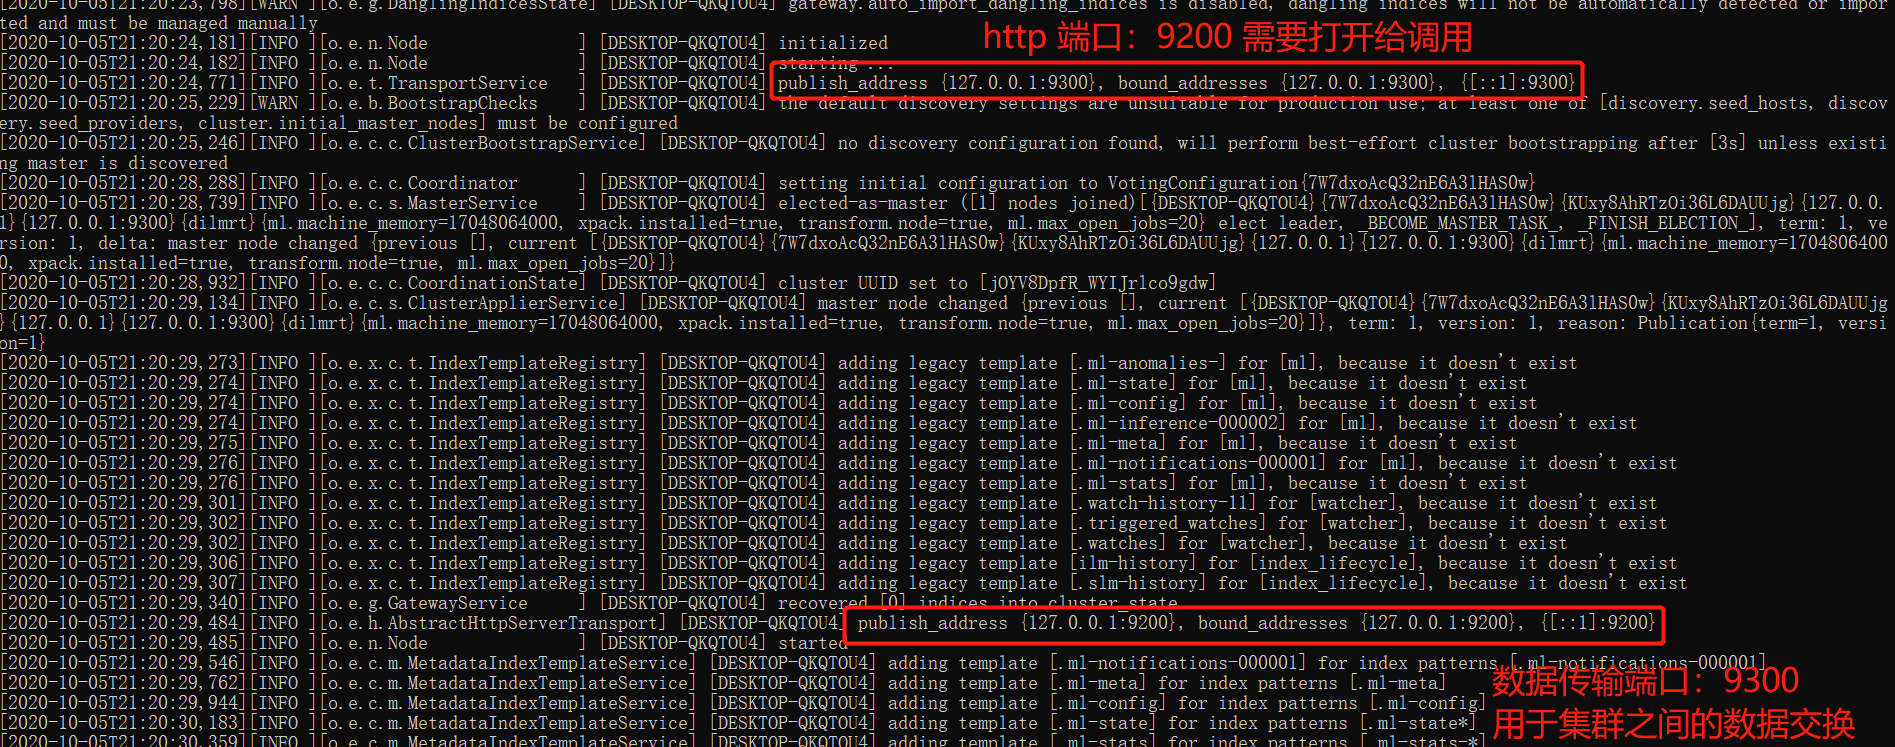 [2020-10-05T21:20:23,798][WARN ][o.e.g.DanglingIndicesState] [DESKTOP-QKQTOU4] gateway.auto_import_dangling_indices is disabled, dangling indices will not be automatically detected or impor
ted and must be managed manually
[2020-10-05T21:20:24,181][INFO ][o.e.n.Node               ] [DESKTOP-QKQTOU4] initialized
http 端口：9200 需要打开给调用
[2020-10-05T21:20:24,182][INFO ][o.e.n.Node               ] [DESKTOP-QKQTOU4] starting ...
[2020-10-05T21:20:24,771][INFO ][o.e.t.TransportService   ] [DESKTOP-QKQTOU4] publish_address {127.0.0.1:9300}, bound_addresses {127.0.0.1:9300}, {[::1]:9300}
[2020-10-05T21:20:25,229][WARN ][o.e.b.BootstrapChecks    ] [DESKTOP-QKQTOU4] the default discovery settings are unsuitable for production use; at least one of [discovery.seed_hosts, discov
ery.seed_providers, cluster.initial_master_nodes] must be configured
[2020-10-05T21:20:25,246][INFO ][o.e.c.c.ClusterBootstrapService] [DESKTOP-QKQTOU4] no discovery configuration found, will perform best-effort cluster bootstrapping after [3s] unless existi
ng master is discovered
[2020-10-05T21:20:28,288][INFO ][o.e.c.c.Coordinator      ] [DESKTOP-QKQTOU4] setting initial configuration to VotingConfiguration{7W7dxoAcQ32nE6A3lHAS0w}
[2020-10-05T21:20:28,739][INFO ][o.e.c.s.MasterService    ] [DESKTOP-QKQTOU4] elected-as-master ([1] nodes joined)[{DESKTOP-QKQTOU4}{7W7dxoAcQ32nE6A3lHAS0w}{KUxy8AhRTzOi36L6DAUUjg}{127.0.0.
1}{127.0.0.1:9300}{dilmrt}{ml.machine_memory=17048064000, xpack.installed=true, transform.node=true, ml.max_open_jobs=20} elect leader, _BECOME_MASTER_TASK_, _FINISH_ELECTION_], term: 1, ve
rsion: 1, delta: master node changed {previous [], current [{DESKTOP-QKQTOU4}{7W7dxoAcQ32nE6A3lHAS0w}{KUxy8AhRTzOi36L6DAUUjg}{127.0.0.1}{127.0.0.1:9300}{dilmrt}{ml.machine_memory=1704806400
0, xpack.installed=true, transform.node=true, ml.max_open_jobs=20}]}
[2020-10-05T21:20:28,932][INFO ][o.e.c.c.CoordinationState] [DESKTOP-QKQTOU4] cluster UUID set to [jOYV8DpfR_WYIJrlco9gdw]
[2020-10-05T21:20:29,134][INFO ][o.e.c.s.ClusterApplierService] [DESKTOP-QKQTOU4] master node changed {previous [], current [{DESKTOP-QKQTOU4}{7W7dxoAcQ32nE6A3lHAS0w}{KUxy8AhRTzOi36L6DAUUjg
}{127.0.0.1}{127.0.0.1:9300}{dilmrt}{ml.machine_memory=17048064000, xpack.installed=true, transform.node=true, ml.max_open_jobs=20}]}, term: 1, version: 1, reason: Publication{term=1, versi
on=1}
[2020-10-05T21:20:29,273][INFO ][o.e.x.c.t.IndexTemplateRegistry] [DESKTOP-QKQTOU4] adding legacy template [.ml-anomalies-] for [ml], because it doesn't exist
[2020-10-05T21:20:29,274][INFO ][o.e.x.c.t.IndexTemplateRegistry] [DESKTOP-QKQTOU4] adding legacy template [.ml-state] for [ml], because it doesn't exist
[2020-10-05T21:20:29,274][INFO ][o.e.x.c.t.IndexTemplateRegistry] [DESKTOP-QKQTOU4] adding legacy template [.ml-config] for [ml], because it doesn't exist
[2020-10-05T21:20:29,274][INFO ][o.e.x.c.t.IndexTemplateRegistry] [DESKTOP-QKQTOU4] adding legacy template [.ml-inference-000002] for [ml], because it doesn't exist
[2020-10-05T21:20:29,275][INFO ][o.e.x.c.t.IndexTemplateRegistry] [DESKTOP-QKQTOU4] adding legacy template [.ml-meta] for [ml], because it doesn't exist
[2020-10-05T21:20:29,276][INFO ][o.e.x.c.t.IndexTemplateRegistry] [DESKTOP-QKQTOU4] adding legacy template [.ml-notifications-000001] for [ml], because it doesn't exist
[2020-10-05T21:20:29,276][INFO ][o.e.x.c.t.IndexTemplateRegistry] [DESKTOP-QKQTOU4] adding legacy template [.ml-stats] for [ml], because it doesn't exist
[2020-10-05T21:20:29,301][INFO ][o.e.x.c.t.IndexTemplateRegistry] [DESKTOP-QKQTOU4] adding legacy template [.watch-history-11] for [watcher], because it doesn't exist
[2020-10-05T21:20:29,302][INFO ][o.e.x.c.t.IndexTemplateRegistry] [DESKTOP-QKQTOU4] adding legacy template [.triggered_watches] for [watcher], because it doesn't exist
[2020-10-05T21:20:29,302][INFO ][o.e.x.c.t.IndexTemplateRegistry] [DESKTOP-QKQTOU4] adding legacy template [.watches] for [watcher], because it doesn't exist
[2020-10-05T21:20:29,306][INFO ][o.e.x.c.t.IndexTemplateRegistry] [DESKTOP-QKQTOU4] adding legacy template [ilm-history] for [index_lifecycle], because it doesn't exist
[2020-10-05T21:20:29,307][INFO ][o.e.x.c.t.IndexTemplateRegistry] [DESKTOP-QKQTOU4] adding legacy template [.slm-history] for [index_lifecycle], because it doesn't exist
[2020-10-05T21:20:29,340][INFO ][o.e.g.GatewayService     ] [DESKTOP-QKQTOU4] recovered [0] indices into cluster_state
[2020-10-05T21:20:29,484][INFO ][o.e.h.AbstractHttpServerTransport] [DESKTOP-QKQTOU4] publish_address {127.0.0.1:9200}, bound_addresses {127.0.0.1:9200}, {[::1]:9200}
[2020-10-05T21:20:29,485][INFO ][o.e.n.Node               ] [DESKTOP-QKQTOU4] started
[2020-10-05T21:20:29,546][INFO ][o.e.c.m.MetadataIndexTemplateService] [DESKTOP-QKQTOU4] adding template [.ml-notifications-000001] for index patterns [.ml-notifications-000001]
[2020-10-05T21:20:29,762][INFO ][o.e.c.m.MetadataIndexTemplateService] [DESKTOP-QKQTOU4] adding template [.ml-meta] for index patterns [.ml-meta]
数据传输端口：9300
[2020-10-05T21:20:29,944][INFO ][o.e.c.m.MetadataIndexTemplateService] [DESKTOP-QKQTOU4] adding template [.ml-config] for index patterns [.ml-config]
[2020-10-05T21:20:30,183][INFO ][o.e.c.m.MetadataIndexTemplateService] [DESKTOP-QKQTOU4] adding template [.ml-state] for index patterns [.ml-state*]
用于集群之间的数据交换
[2020-10-05T21:20:30,359][INFO ][o.e.c.m.MetadataIndexTemplateService] [DESKTOP-QKQTOU4] adding template [.ml-stats] for index patterns [.ml-stats-*]